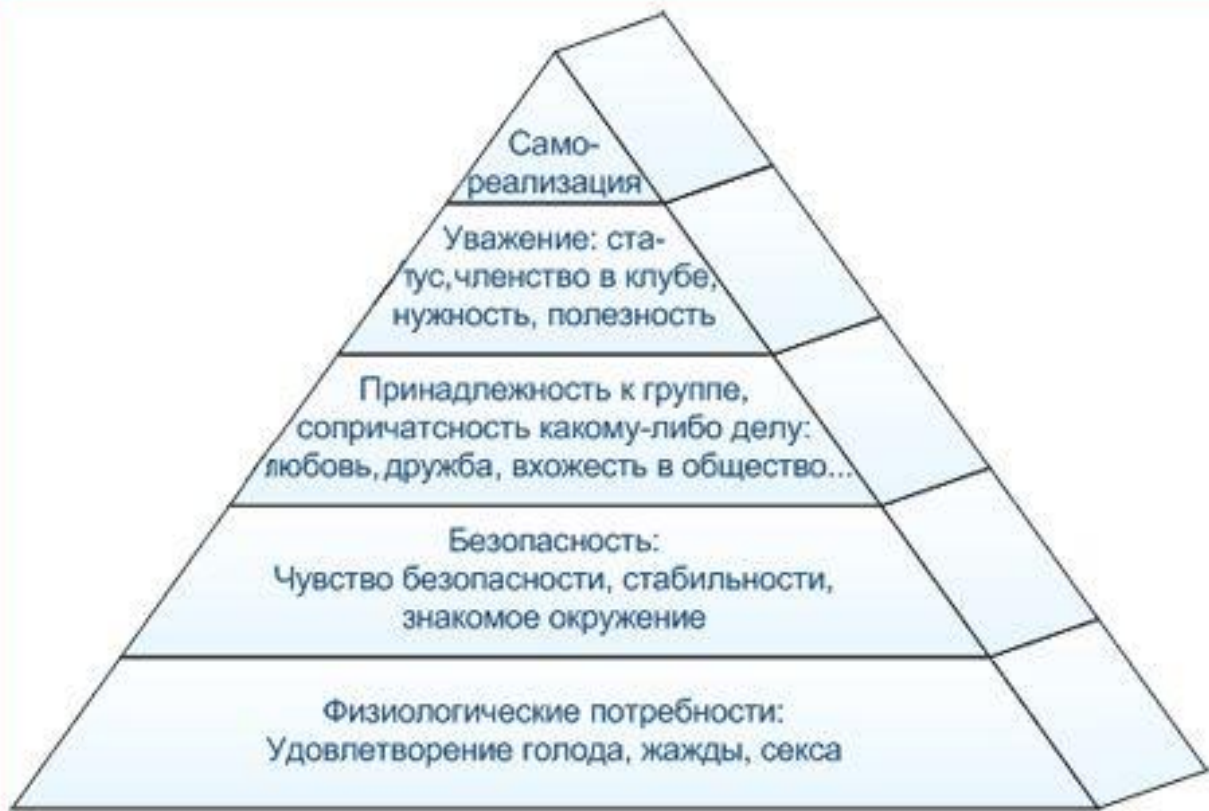 Само-
реализация
Уважение: ста-
тус, членство в клубе,
нужность, полезность
Принадлежность к группе,
сопричатсность какому-либо делу:
любовь, дружба, вхожесть в общество...
Безопасность:
Чувство безопасности, стабильности,
знакомое окружение
Физиологические потребности:
Удовлетворение голода, жажды, секса